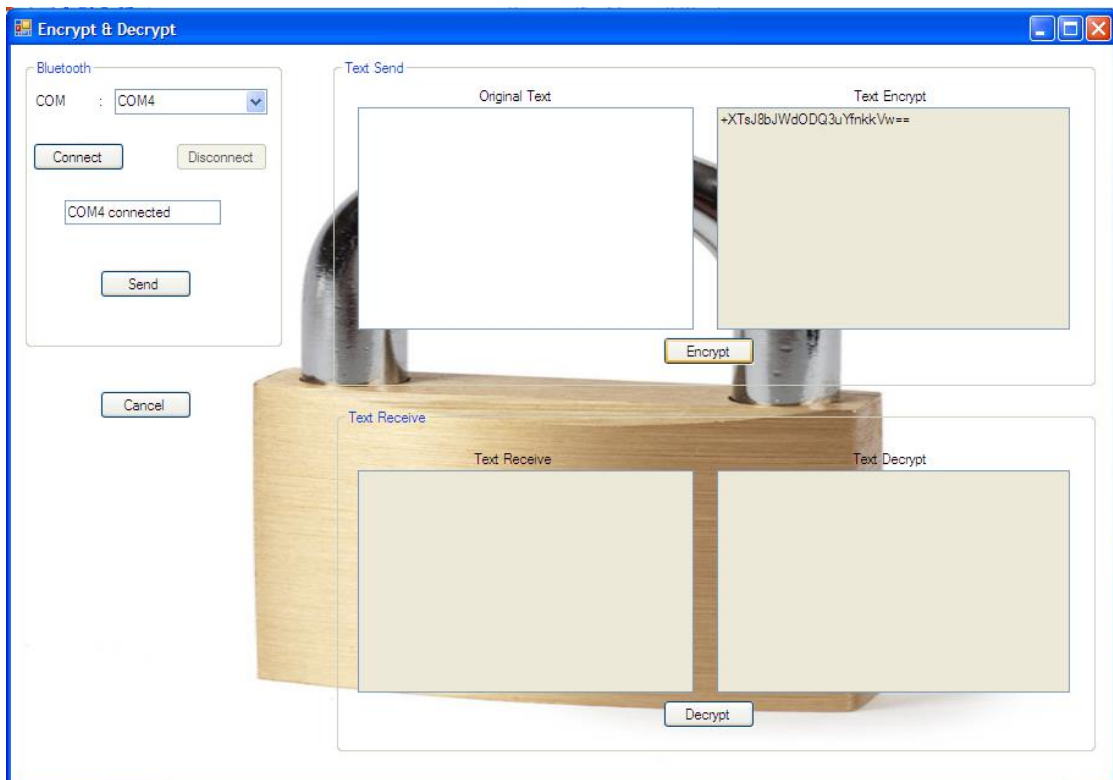 Encrypt & Decrypt
Bluetooth
COM : COM4
Connect Disconnect
COM4 connected
Send
Cancel
Text Send
Original Text Text Encrypt
+XTsJ8bJWdODQ3uYfnkkVw==
Encrypt
Text Receive
Text Receive Text Decrypt
Decrypt